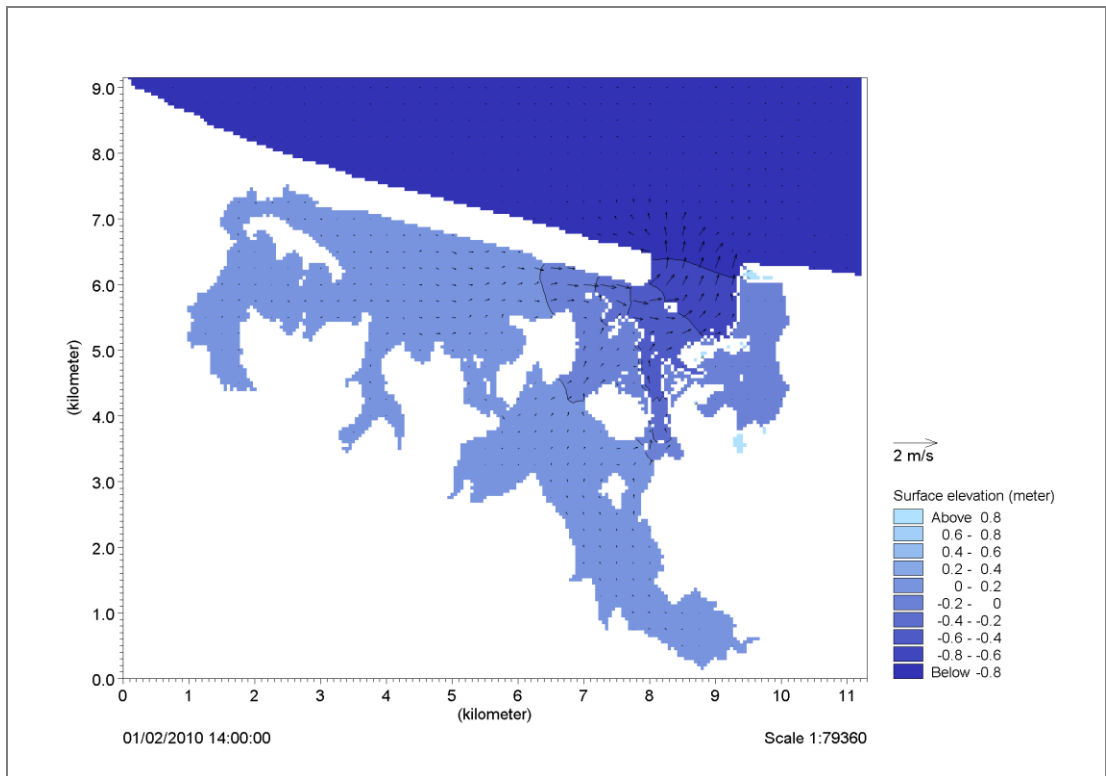 9.0
8.0
7.0
6.0
5.0
4.0
3.0
2.0
1.0
0.0
(kilometer)
0 1 2 3 4 5 6 7 8 9 10 11
(kilometer)
01/02/2010 14:00:00
Scale 1:79360
2 m/s
Surface elevation (meter)
Above 0.8
0.6 - 0.8
0.4 - 0.6
0.2 - 0.4
0 - 0.2
-0.2 - 0
-0.4 - -0.2
-0.6 - -0.4
-0.8 - -0.6
Below -0.8